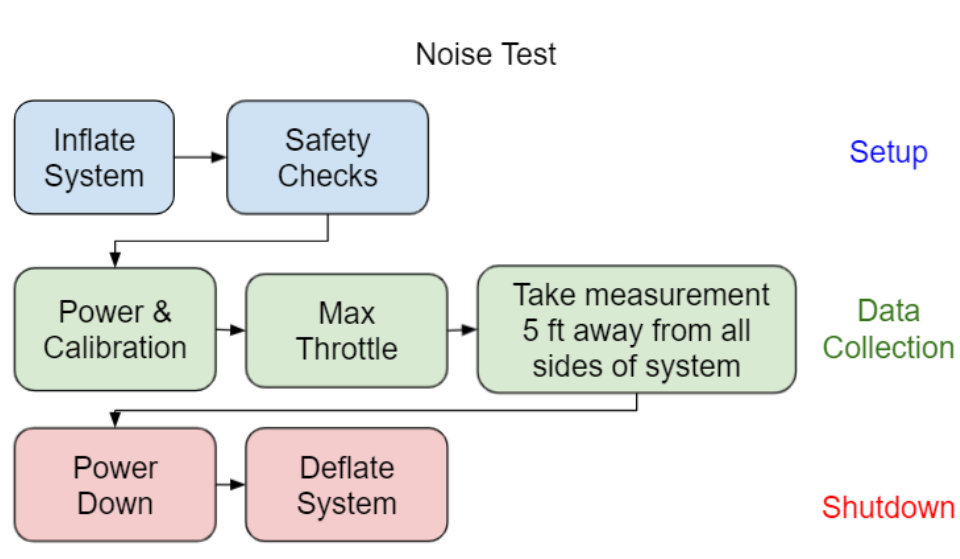 Noise Test
Inflate
System
Safety
Checks
Setup
Power &
Calibration
Max
Throttle
Take measurement
5 ft away from all
sides of system
Data
Collection
Power
Down
Deflate
System
Shutdown